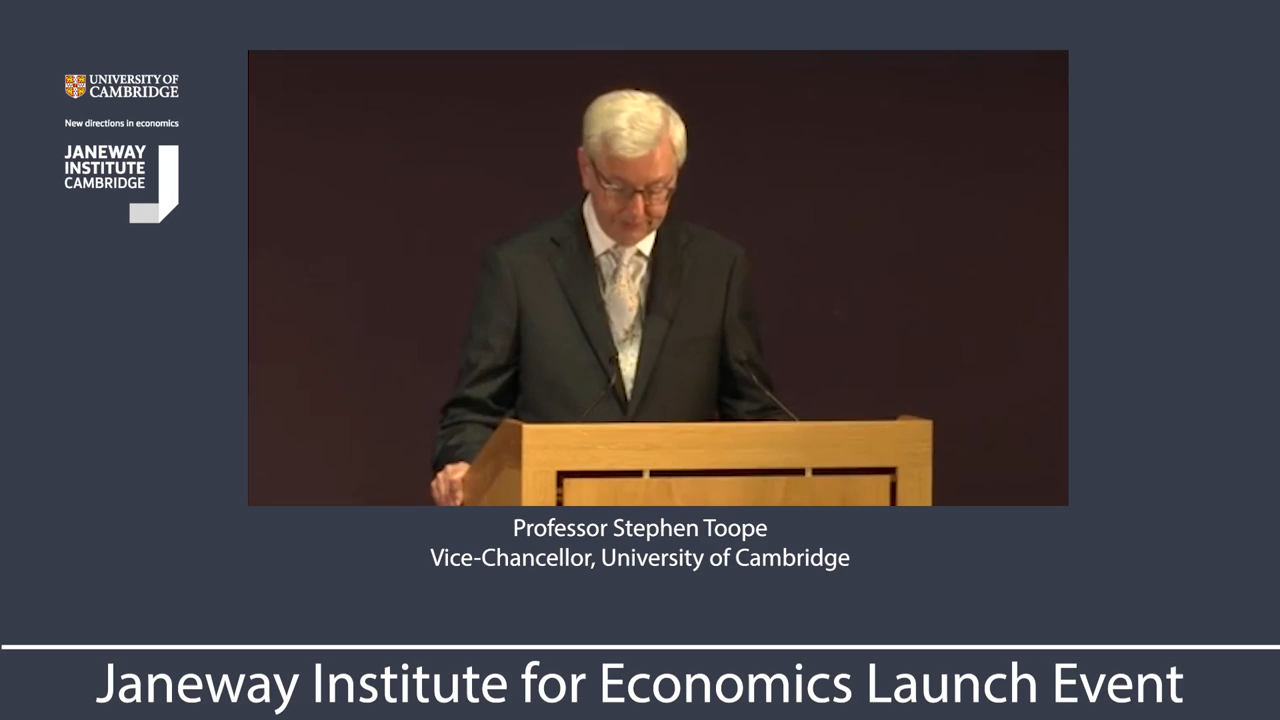 UNIVERSITY OF
CAMBRIDGE
New directions in economics
JANEWAY
INSTITUTE
CAMBRIDGE
Professor Stephen Toope
Vice-Chancellor, University of Cambridge
Janeway Institute for Economics Launch Event